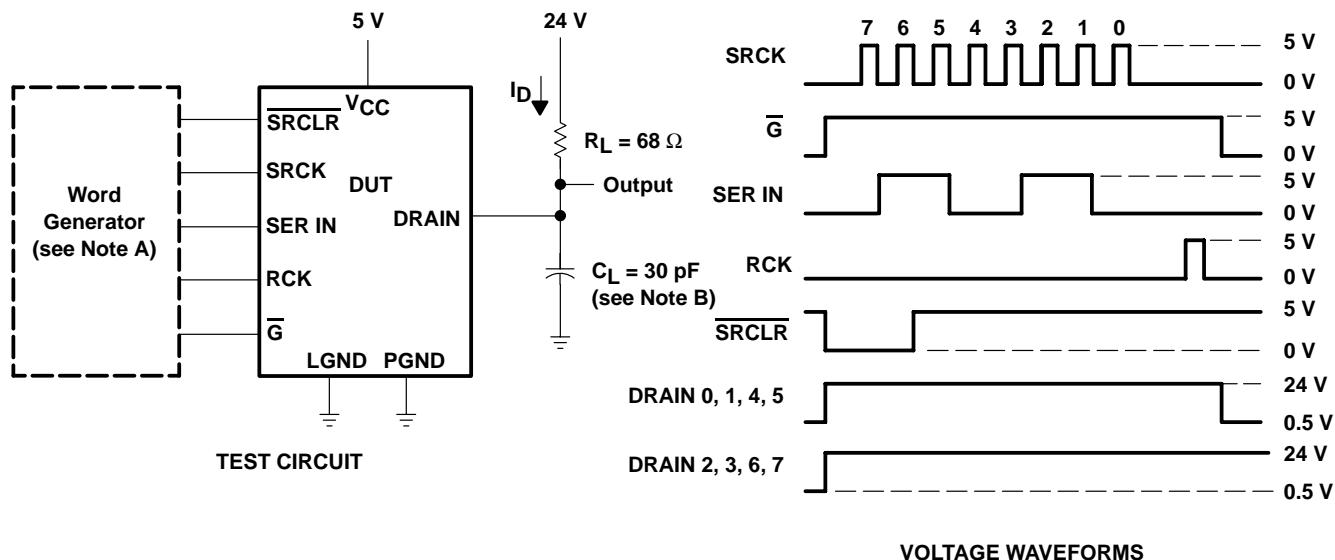 5 V
24 V
ID
VCC
SRCLR
SRCK
DUT
SER IN
DRAIN
RCK
G
LGND PGND
Word
Generator
(see Note A)
RL = 68 Ω
Output
CL = 30 pF
(see Note B)
TEST CIRCUIT
7 6 5 4 3 2 1 0
SRCK
5 V
0 V
G
5 V
0 V
SER IN
5 V
0 V
RCK
5 V
0 V
SRCLR
5 V
0 V
DRAIN 0, 1, 4, 5
24 V
0.5 V
DRAIN 2, 3, 6, 7
24 V
0.5 V
VOLTAGE WAVEFORMS